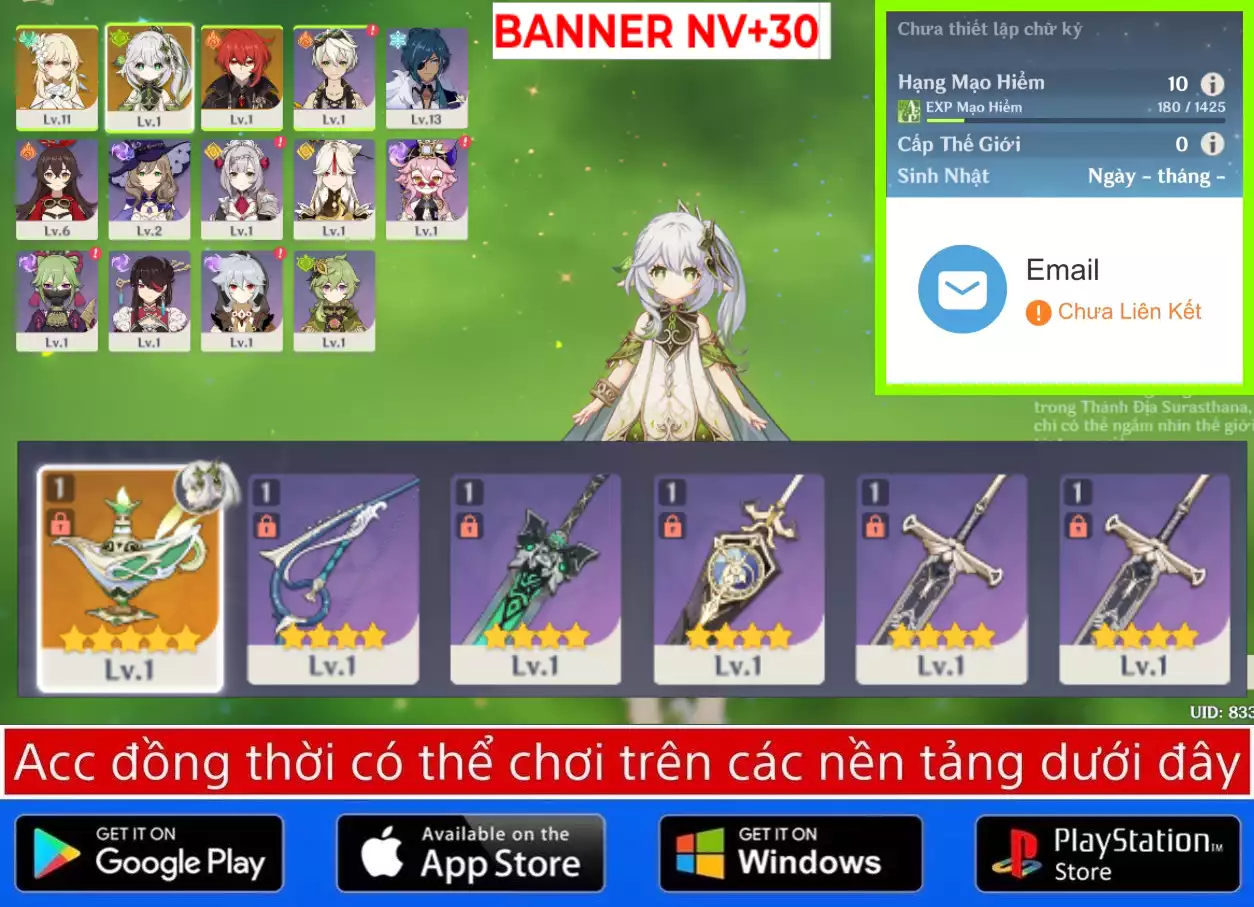 BANNER NV+30
Chưa thiết lập chữ ký
Hạng Mạo Hiểm 10
EXP Mạo Hiểm 180 / 1425
Cấp Thế Giới 0
Sinh Nhật Ngày - tháng -
Email
Chưa Liên Kết
Lv.11 Lv.1 Lv.1 Lv.1 Lv.13
Lv.6 Lv.2 Lv.1 Lv.1 Lv.1
Lv.1 Lv.1 Lv.1 Lv.1
trong Thánh Địa Surasthana,
chỉ có thể ngắm nhìn thế giới
1 1 1 1 1 1
Lv.1 Lv.1 Lv.1 Lv.1 Lv.1 Lv.1
UID: 833
Acc đồng thời có thể chơi trên các nền tảng dưới đây
GET IT ON
Google Play
Available on the
App Store
GET IT ON
Windows
PlayStation™
Store